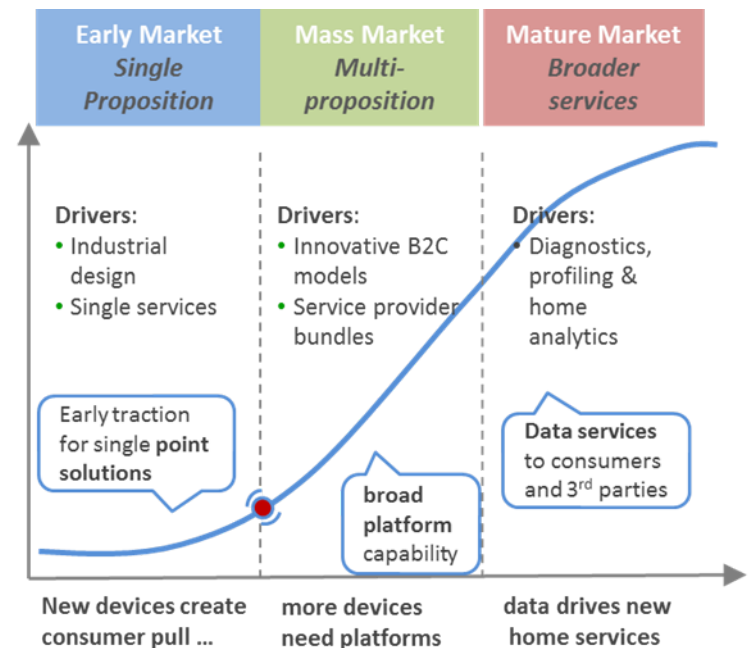 Early Market
Single
Proposition
Mass Market
Multi-
proposition
Mature Market
Broader
services
Drivers:
• Industrial
design
• Single services
Drivers:
• Innovative B2C
models
• Service provider
bundles
Drivers:
• Diagnostics,
profiling &
home
analytics
Early traction
for single point
solutions
broad
platform
capability
Data services
to consumers
and 3rd parties
New devices create
consumer pull ...
more devices
need platforms
data drives new
home services